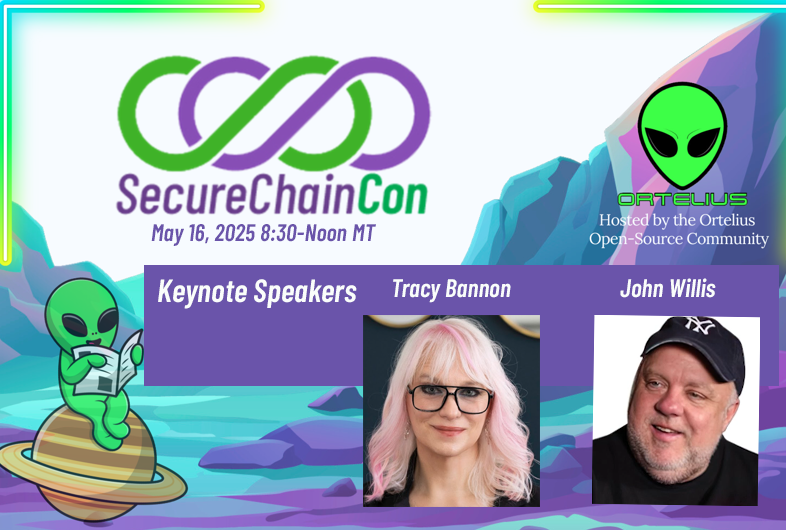 SecureChainCon
May 16, 2025 8:30-Noon MT
ORTELIUS
Hosted by the Ortelius
Open-Source Community
Keynote Speakers
Tracy Bannon
John Willis
NY